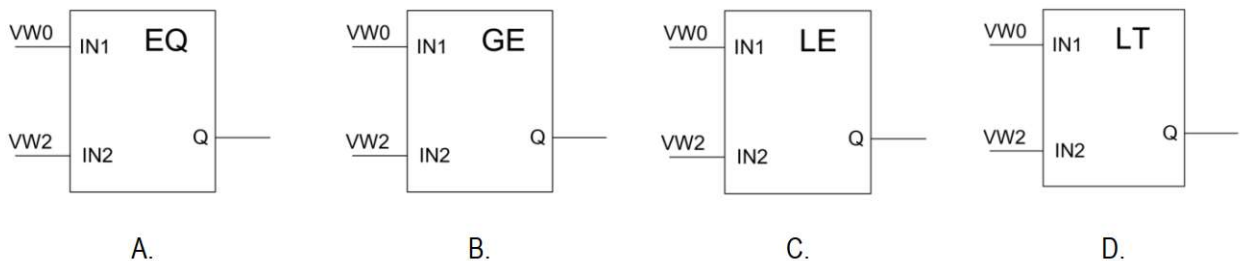 VW0 IN1 EQ
VW2 IN2 Q
A.
VW0 IN1 GE
VW2 IN2 Q
B.
VW0 IN1 LE
VW2 IN2 Q
C.
VW0 IN1 LT
VW2 IN2 Q
D.